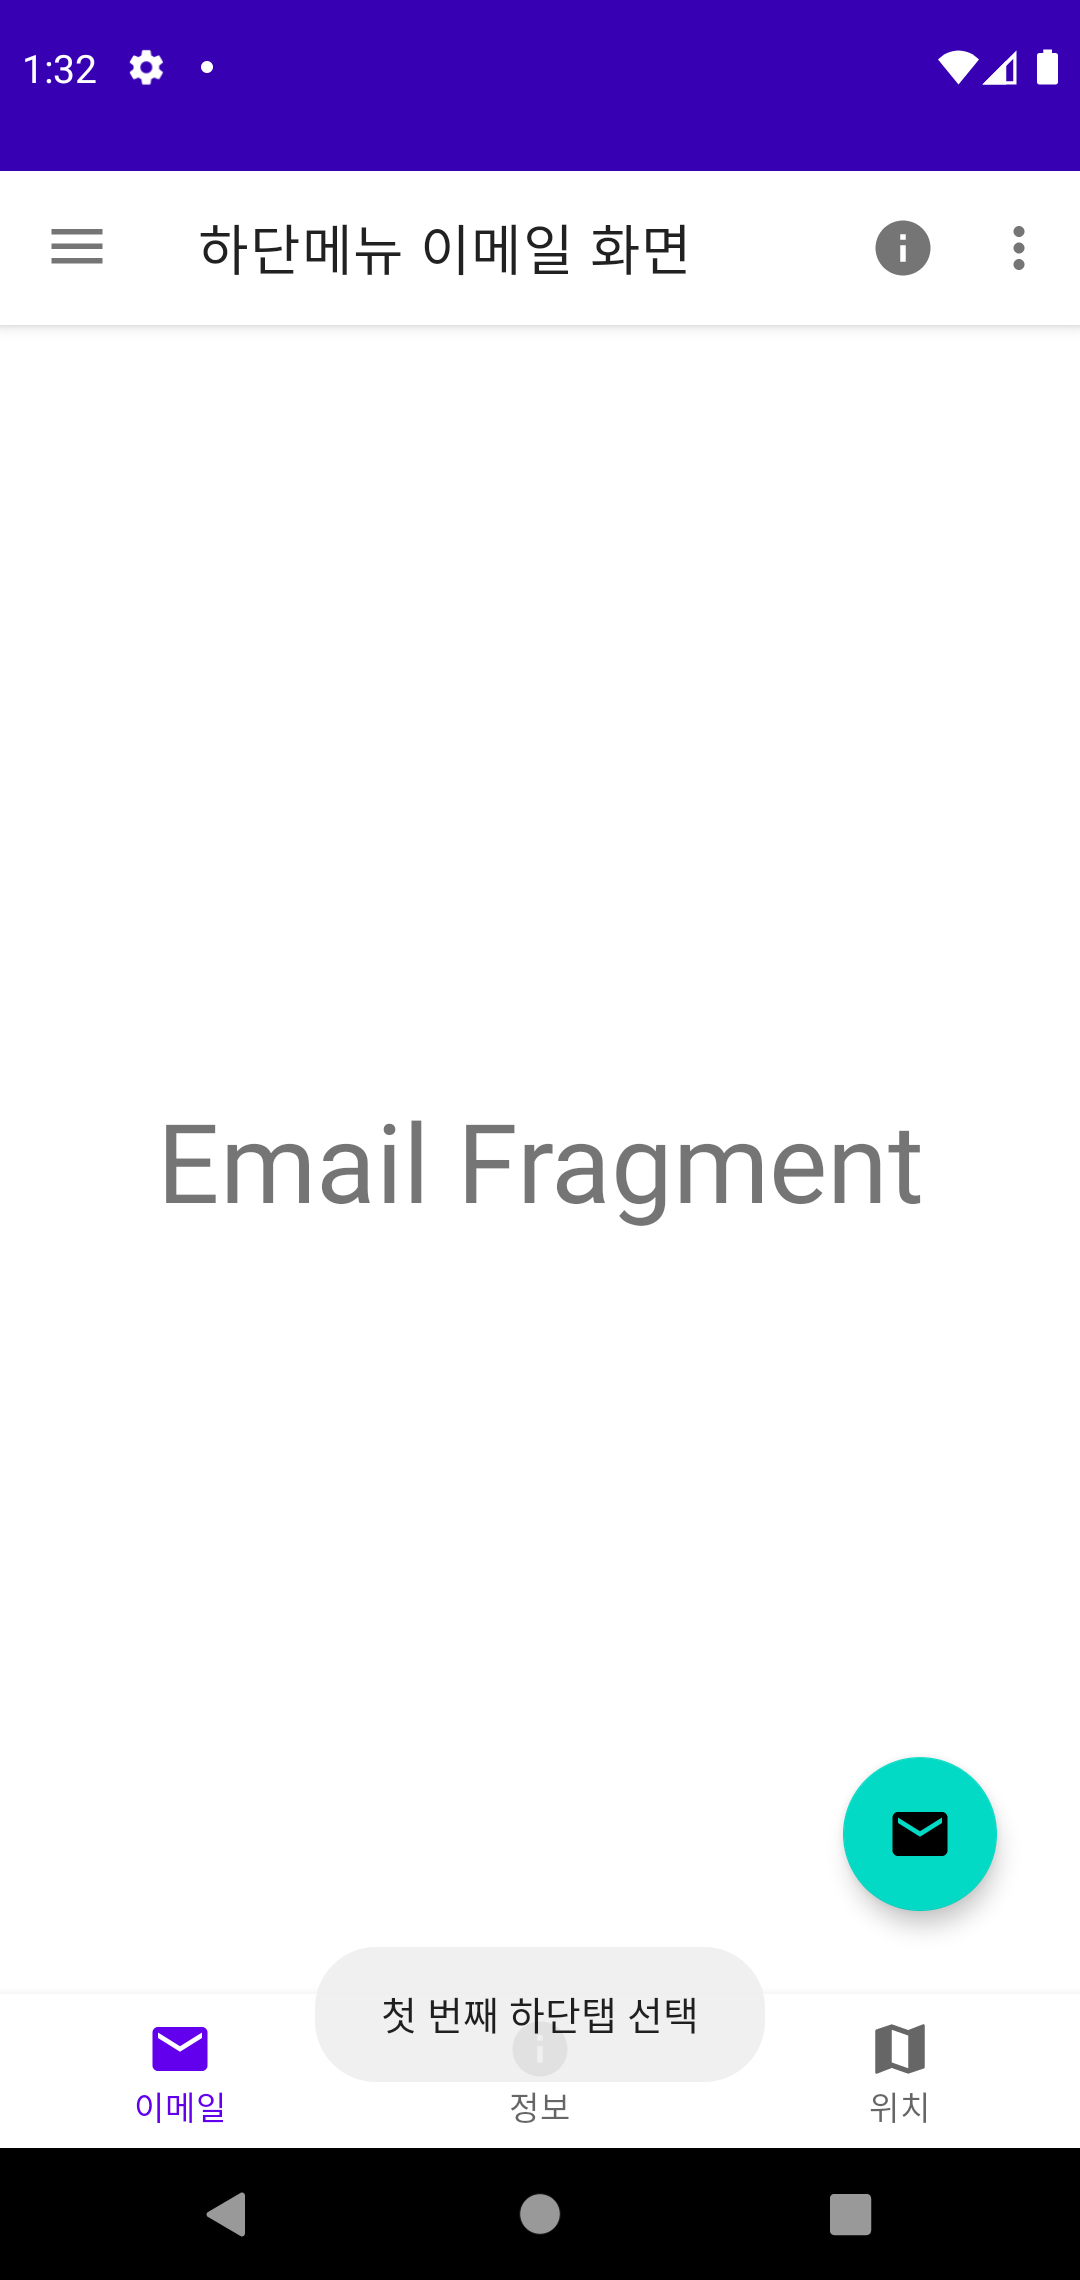 1:32
하단메뉴 이메일 화면
Email Fragment
첫 번째 하단탭 선택
이메일
정보
위치